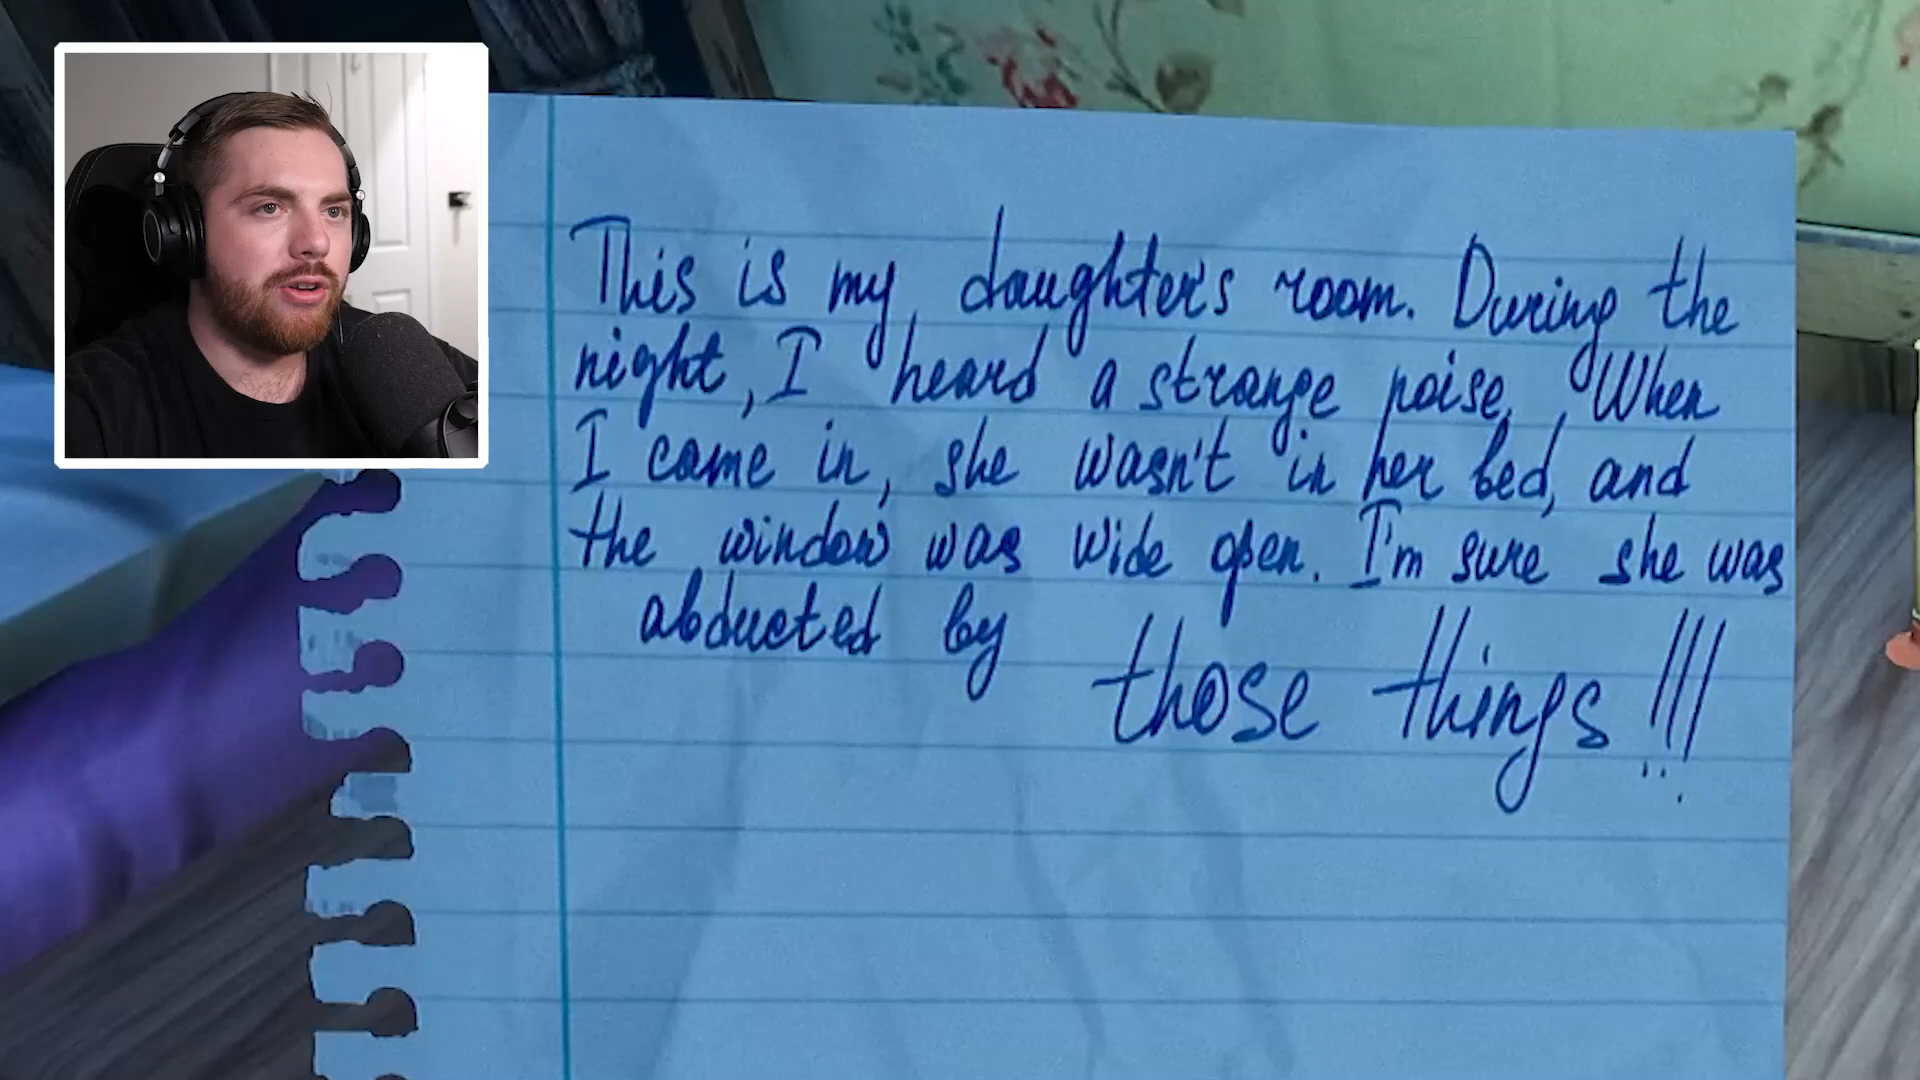 This is my daughter's room. During the
night, I heard a strange noise. When
I came in, she wasn't in her bed, and
the window was wide open. I'm sure she was
abducted by those things!!!